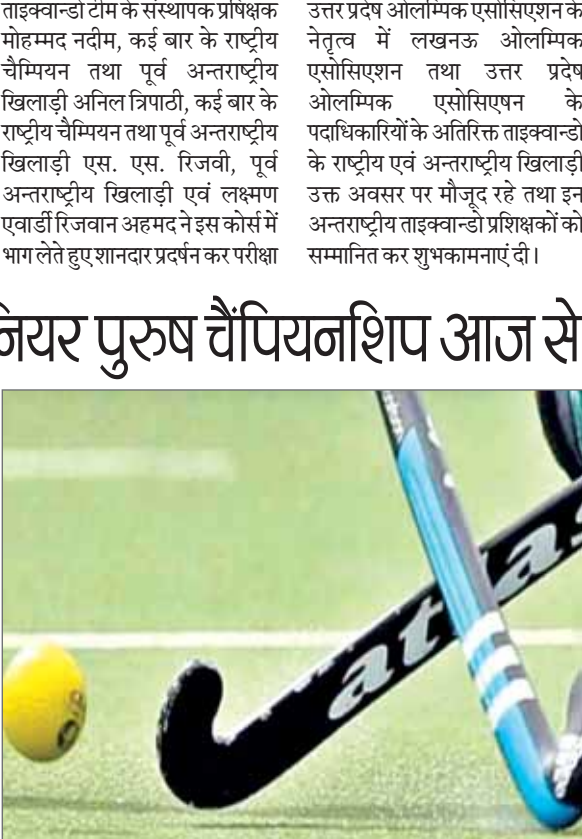 ताइक्वान्डो टीम के संस्थापक प्रषिक्षक
मोहम्मद नदीम, कई बार के राष्ट्रीय
चैम्पियन तथा पूर्व अन्तराष्ट्रीय
खिलाड़ी अनिल त्रिपाठी, कई बार के
राष्ट्रीय चैम्पियन तथा पूर्व अन्तराष्ट्रीय
खिलाड़ी एस. एस. रिजवी, पूर्व
अन्तराष्ट्रीय खिलाड़ी एवं लक्ष्मण
एवार्डी रिजवान अहमद ने इस कोर्स में
भाग लेते हुए शानदार प्रदर्षन कर परीक्षा
उत्तर प्रदेष ओलम्पिक एसोसिएशन के
नेतृत्व में लखनऊ ओलम्पिक
एसोसिएशन तथा उत्तर प्रदेष
ओलम्पिक एसोसिएषन के
पदाधिकारियों के अतिरिक्त ताइक्वान्डो
के राष्ट्रीय एवं अन्तराष्ट्रीय खिलाड़ी
उक्त अवसर पर मौजूद रहे तथा इन
अन्तराष्ट्रीय ताइक्वान्डो प्रशिक्षकों को
सम्मानित कर शुभकामनाएं दी।
नियर पुरुष चैंपियनशिप आज से
atlas